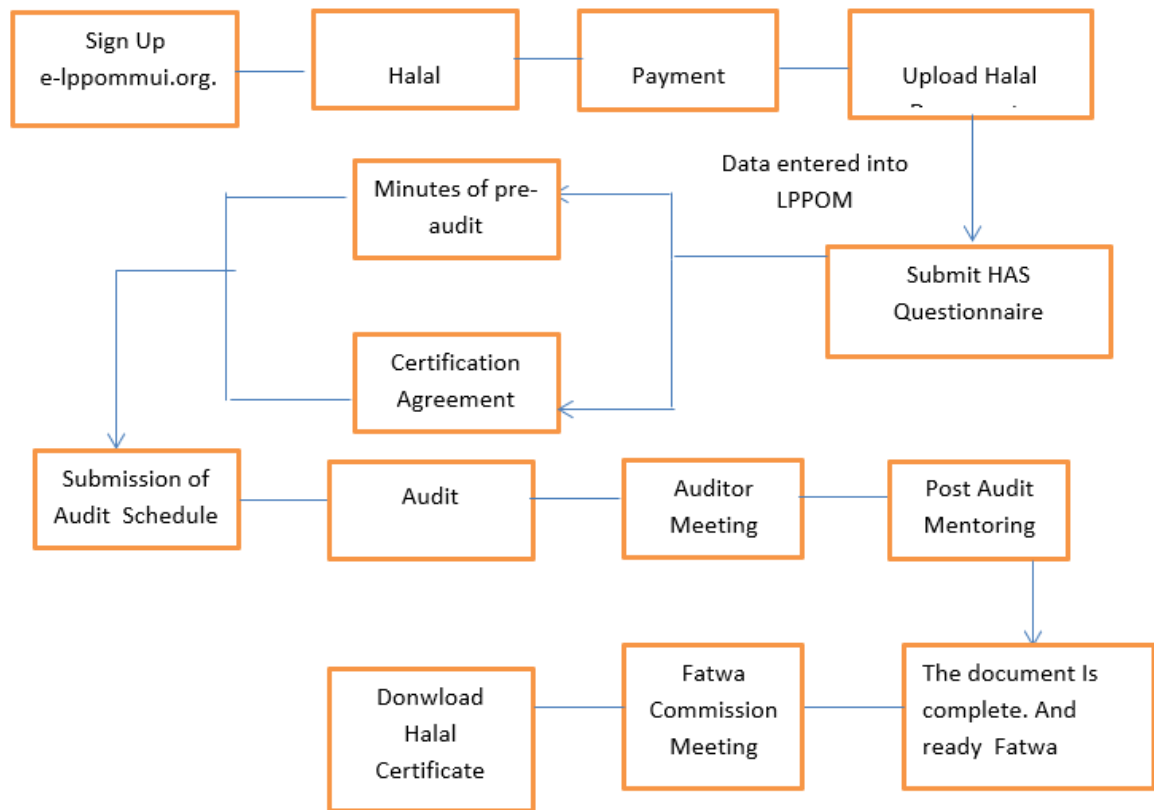 Sign Up
e-lppommui.org.
Halal
Payment
Upload Halal
Data entered into
LPPOM
Minutes of pre-
audit
Submit HAS
Questionnaire
Certification
Agreement
Submission of
Audit Schedule
Audit
Auditor
Meeting
Post Audit
Mentoring
Donwload
Halal
Certificate
Fatwa
Commission
Meeting
The document Is
complete. And
ready Fatwa